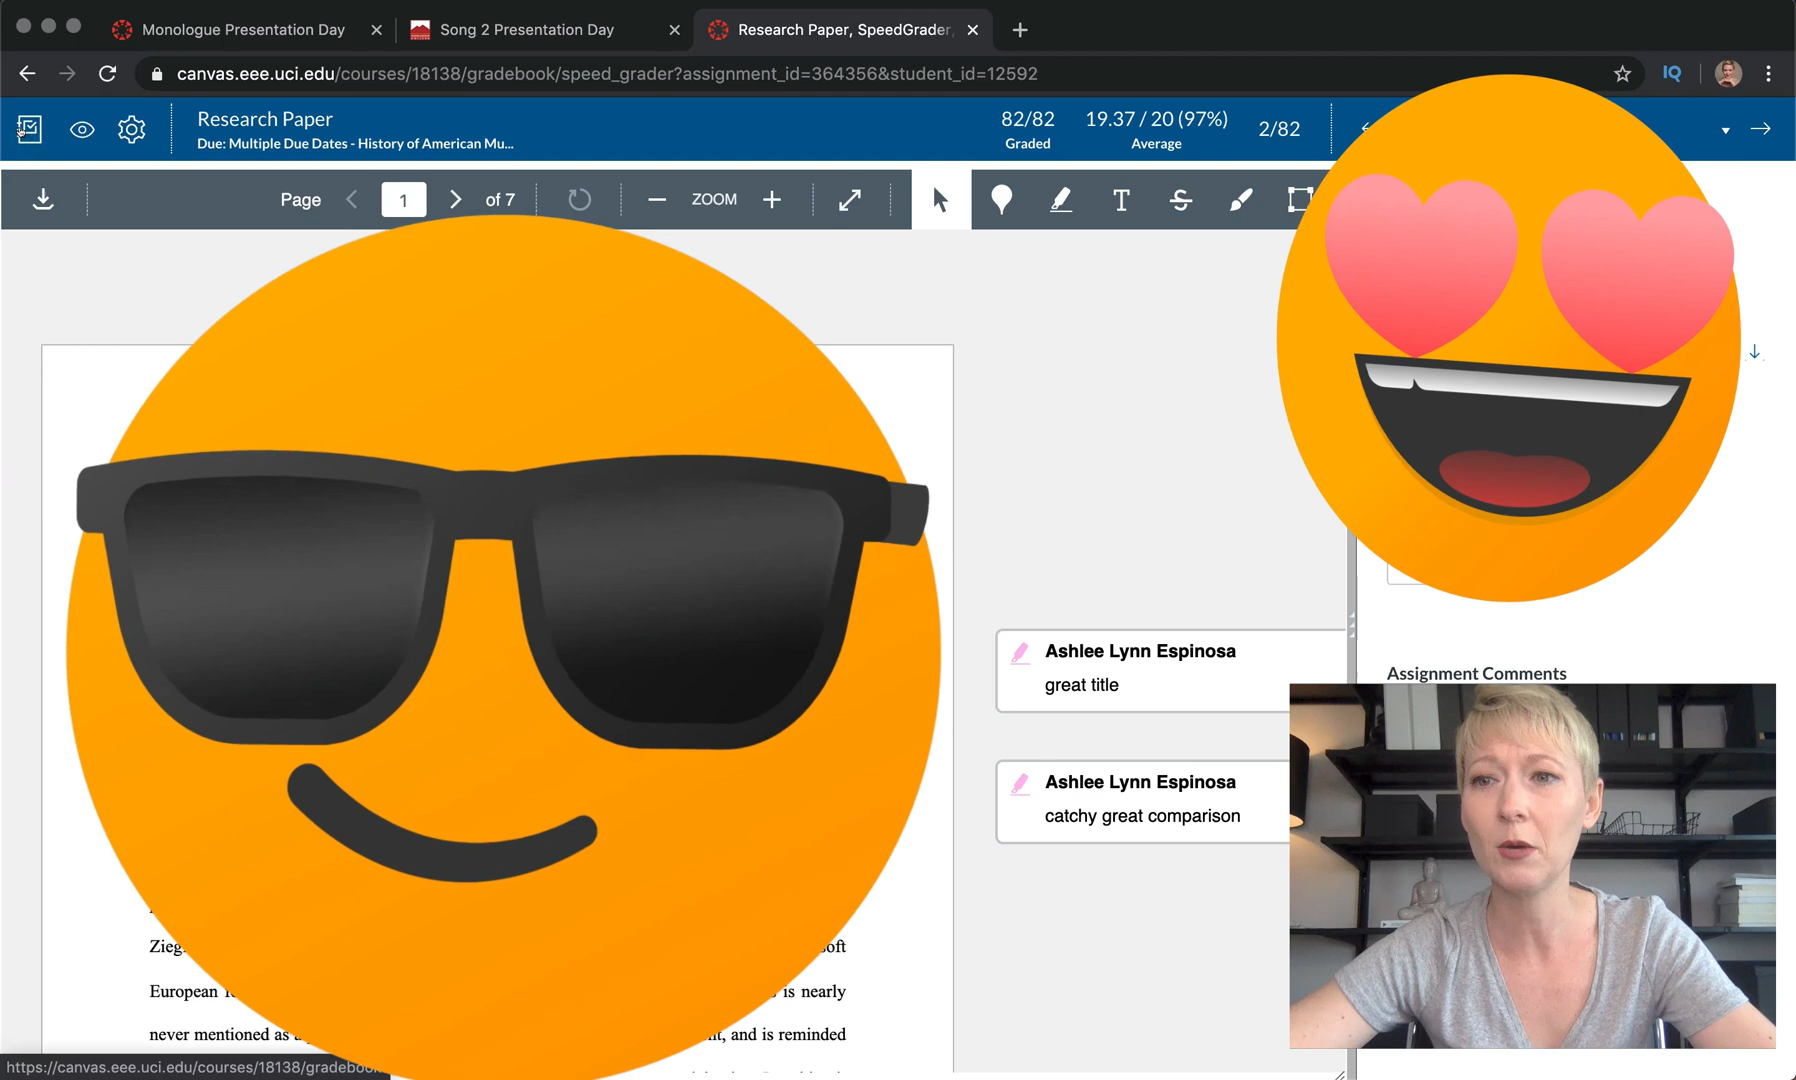 Monologue Presentation Day
Song 2 Presentation Day
Research Paper, SpeedGrader,
canvas.eee.uci.edu/courses/18138/gradebook/speed_grader?assignment_id=364356&student_id=12592
IQ
Research Paper
Due: Multiple Due Dates - History of American Mu...
82/82
Graded
19.37 / 20 (97%)
Average
2/82
Page
1
of 7
ZOOM
T
Ashlee Lynn Espinosa
great title
Ashlee Lynn Espinosa
catchy great comparison
Assignment Comments
European is nearly
never mentioned as and is reminded
https://canvas.eee.uci.edu/courses/18138/gradebook